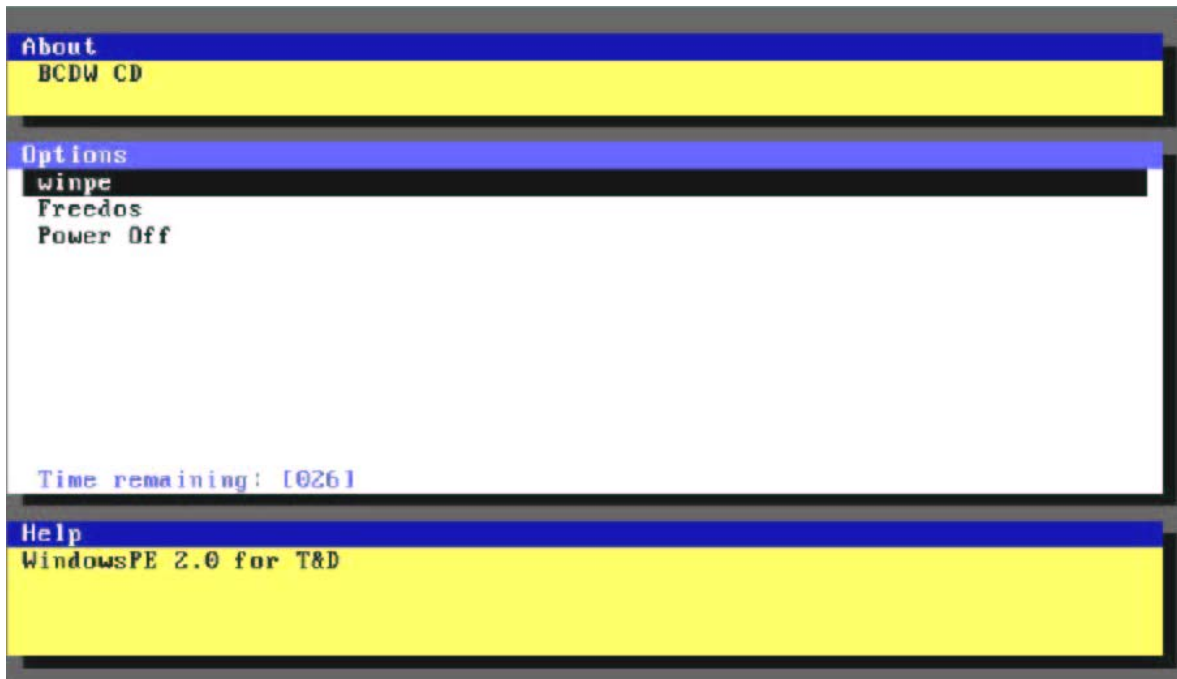 About
BCDW CD
Options
winpe
Freedos
Power Off
Time remaining: [026]
Help
WindowsPE 2.0 for T&D